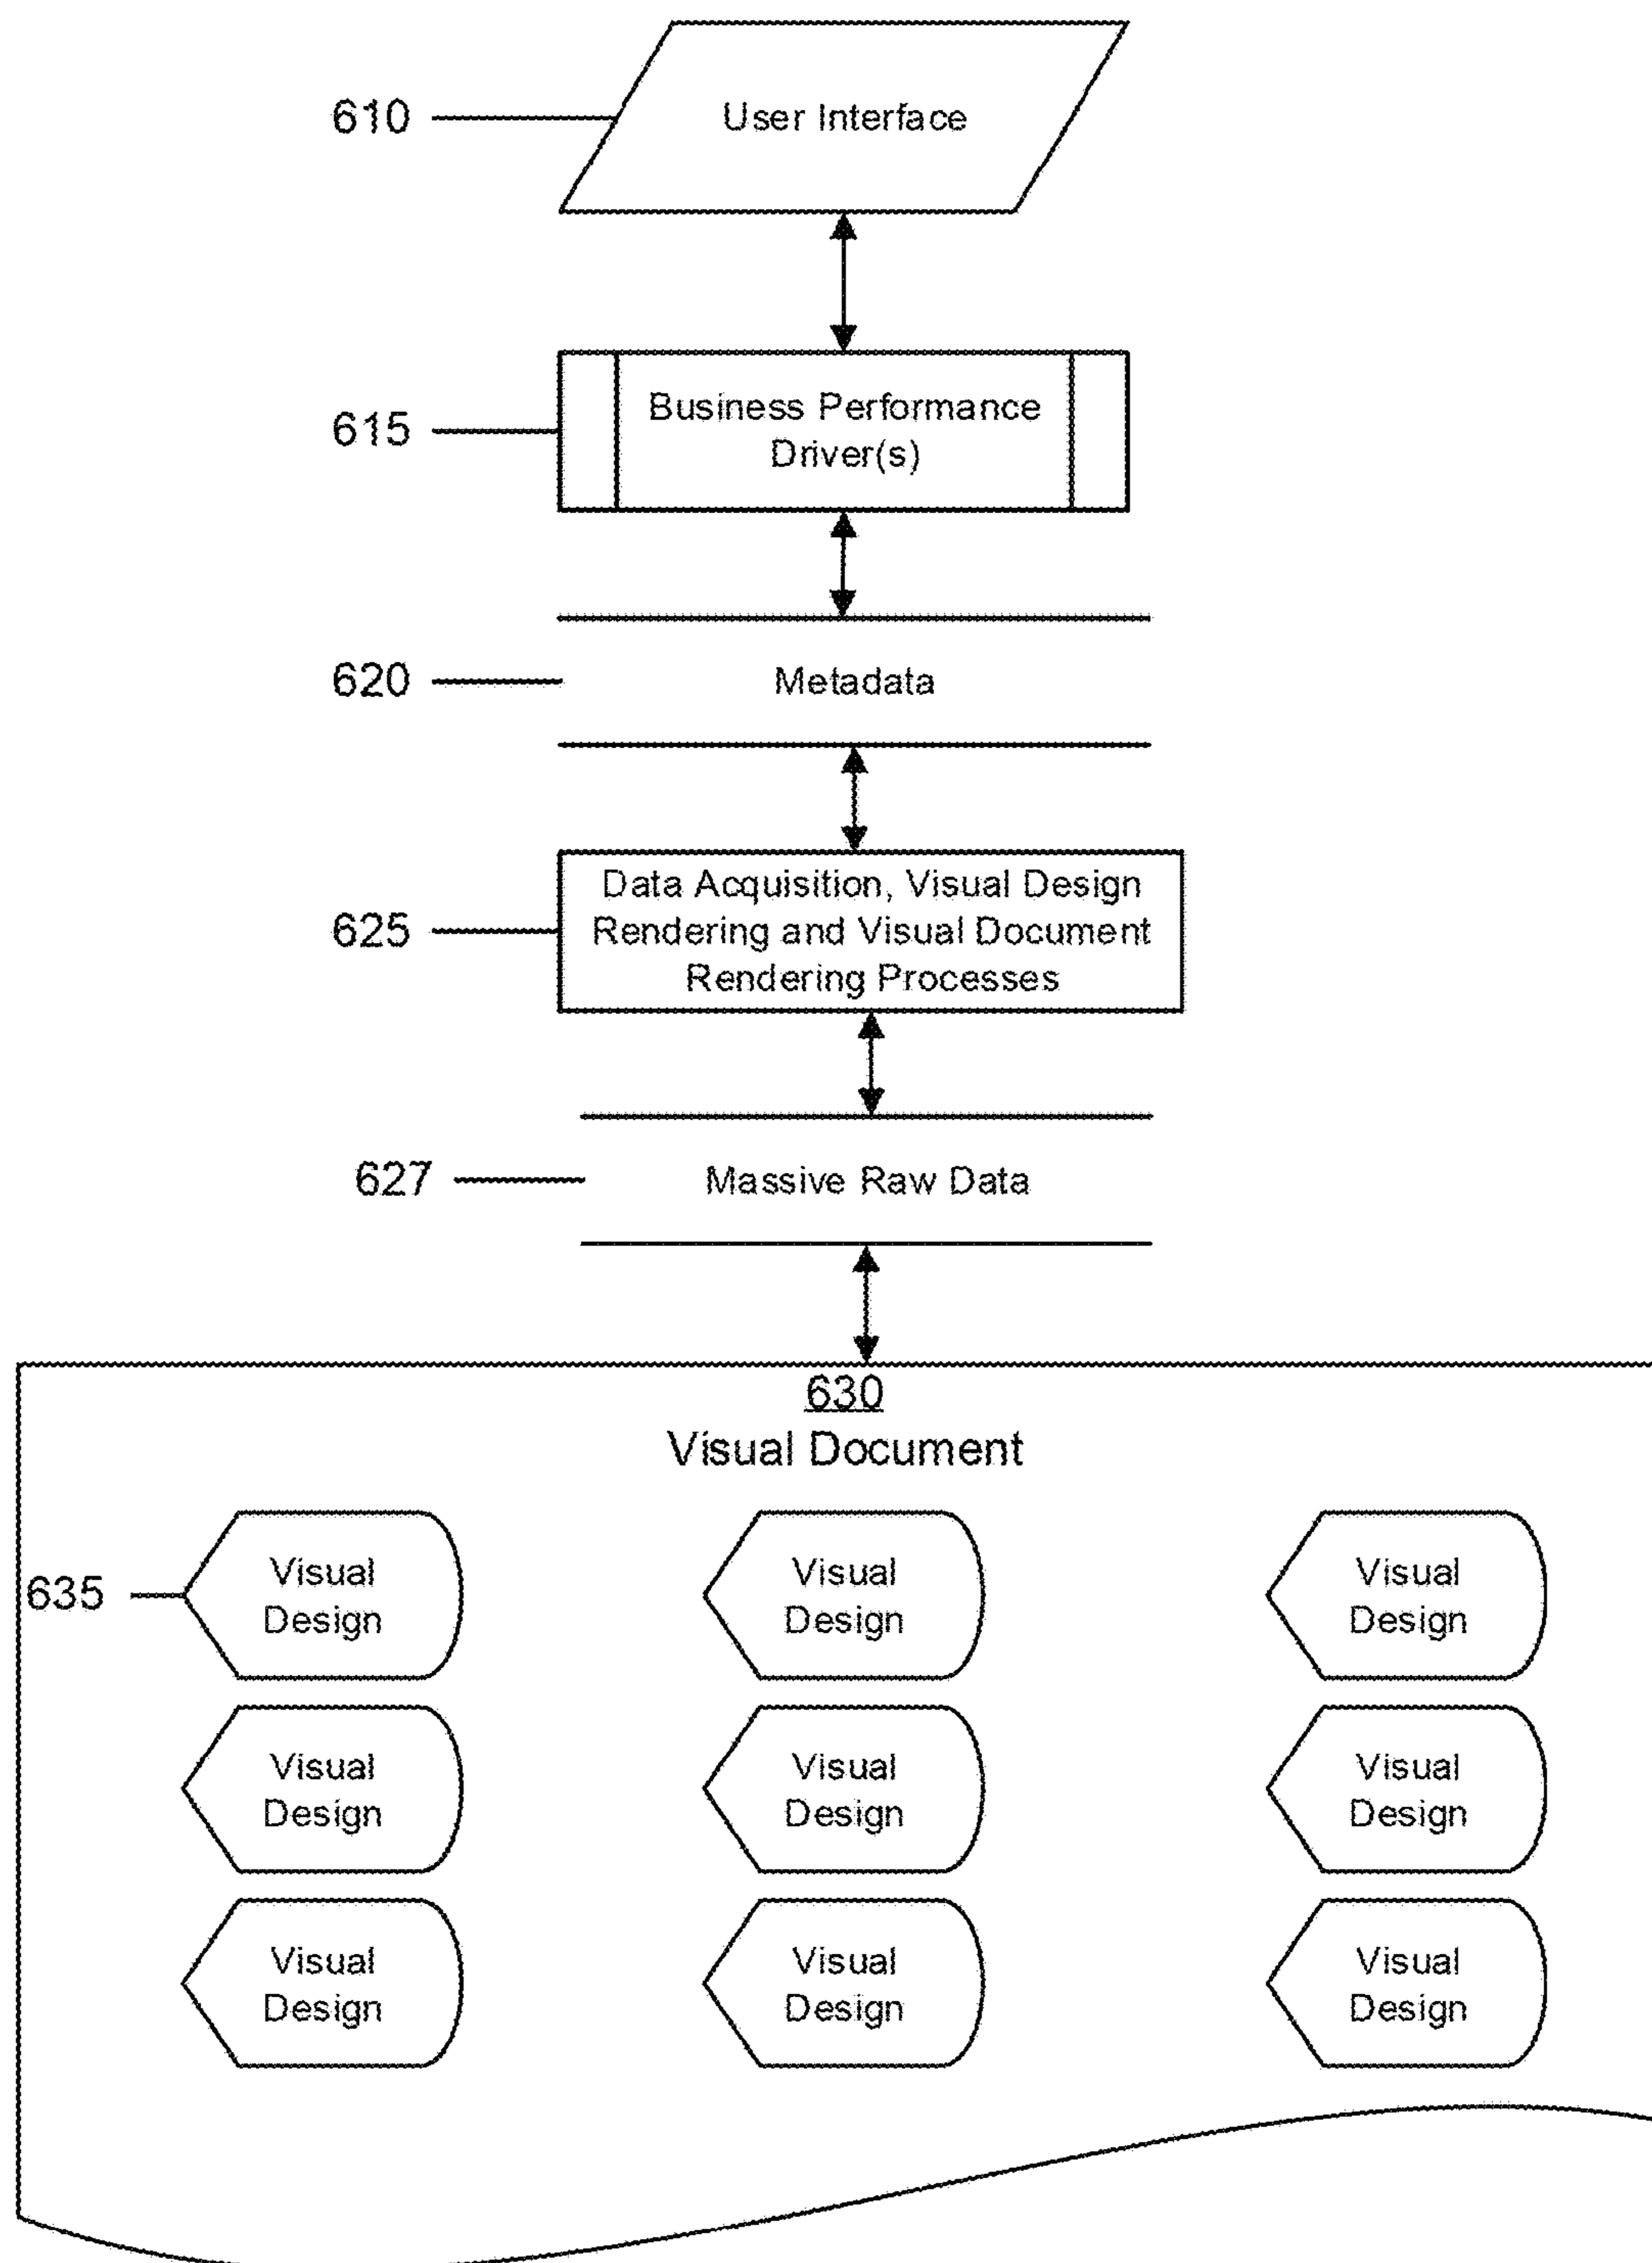 610
User Interface
615
Business Performance
Driver(s)
620
Metadata
625
Data Acquisition, Visual Design
Rendering and Visual Document
Rendering Processes
627
Massive Raw Data
630
Visual Document
635
Visual
Design
Visual
Design
Visual
Design
Visual
Design
Visual
Design
Visual
Design
Visual
Design
Visual
Design
Visual
Design